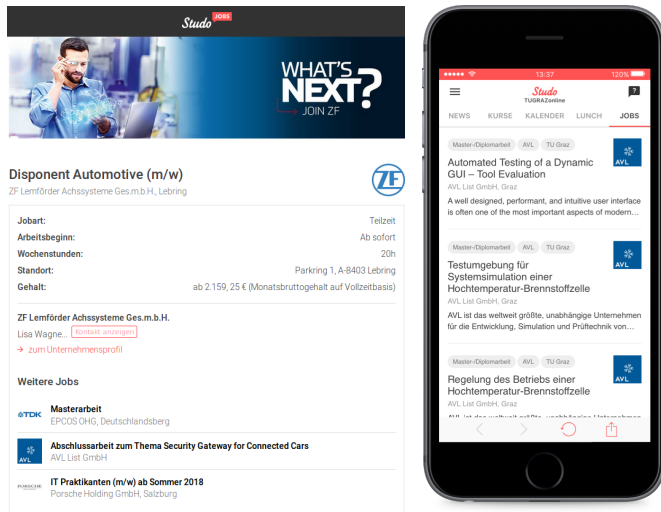 Studo JOBS
WHAT'S
NEXT?
JOIN ZF
Disponent Automotive (m/w)
ZF Lemförder Achssysteme Ges.m.b.H., Lebring
ZF
Jobart: Teilzeit
Arbeitsbeginn: Ab sofort
Wochenstunden: 20h
Standort: Parkring 1, A-8403 Lebring
Gehalt: ab 2.159, 25 € (Monatsbruttogehalt auf Vollzeitbasis)
ZF Lemförder Achssysteme Ges.m.b.H.
Lisa Wagne... Kontakt anzeigen
→ zum Unternehmensprofil
Weitere Jobs
TDK
Masterarbeit
EPCOS OHG, Deutschlandsberg
AVL
Abschlussarbeit zum Thema Security Gateway for Connected Cars
AVL List GmbH
PORSCHE
IT Praktikanten (m/w) ab Sommer 2018
Porsche Holding GmbH, Salzburg
13:37 120%
Studo
TUGRAZonline
?
NEWS KURSE KALENDER LUNCH JOBS
Master-/Diplomarbeit AVL TU Graz
Automated Testing of a Dynamic
GUI – Tool Evaluation
AVL List GmbH, Graz
AVL
A well designed, performant, and intuitive user interface
is often one of the most important aspects of modern...
Master-/Diplomarbeit AVL TU Graz
Testumgebung für
Systemsimulation einer
Hochtemperatur-Brennstoffzelle
AVL List GmbH, Graz
AVL
AVL ist das weltweit größte, unabhängige Unternehmen
für die Entwicklung, Simulation und Prüftechnik von...
Master-/Diplomarbeit AVL TU Graz
Regelung des Betriebs einer
Hochtemperatur-Brennstoffzelle
AVL List GmbH, Graz
AVL
AVL ist das weltweit größte, unabhängige Unternehmen